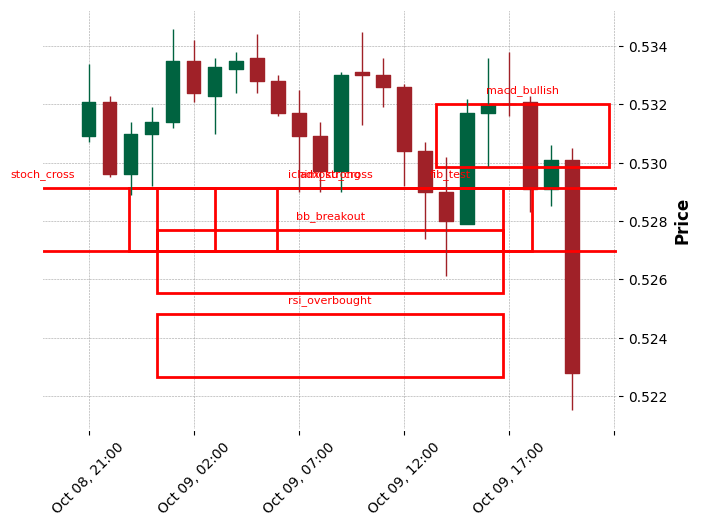 0.534
macd_bullish
0.532
0.530
stoch_cross
fib_test
bb_breakout
0.528
Price
0.526
rsi_overbought
0.524
0.522
Oct 08, 21:00
Oct 09, 02:00
Oct 09, 07:00
Oct 09, 12:00
Oct 09, 17:00